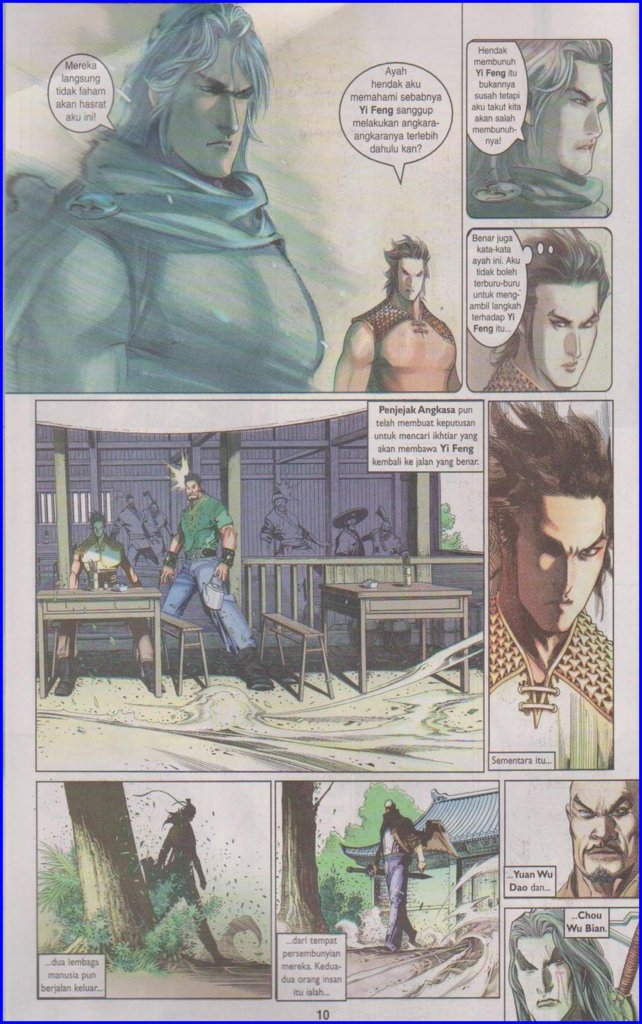 Mereka
langsung
tidak faham
akan hasrat
aku ini!
Ayah
hendak aku
memahami sebabnya
Yi Feng sanggup
melakukan angkara-
angkaranya terlebih
dahulu kan?
Hendak
membunuh
Yi Feng itu
bukannya
susah tetapi
aku takut kita
akan salah
membunuh-
nya!
Benar juga
kata-kata
ayah ini. Aku
tidak boleh
terburu-buru
untuk meng-
ambil langkah
terhadap Yi
Feng itu...
Penjejak Angkasa pun
telah membuat keputusan
untuk mencari ikhtiar yang
akan membawa Yi Feng
kembali ke jalan yang benar.
Sementara itu...
...dua lembaga
manusia pun
berjalan keluar...
...dari tempat
persembunyian
mereka. Kedua-
dua orang insan
itu ialah...
...Yuan Wu
Dao dan...
...Chou
Wu Bian.
10